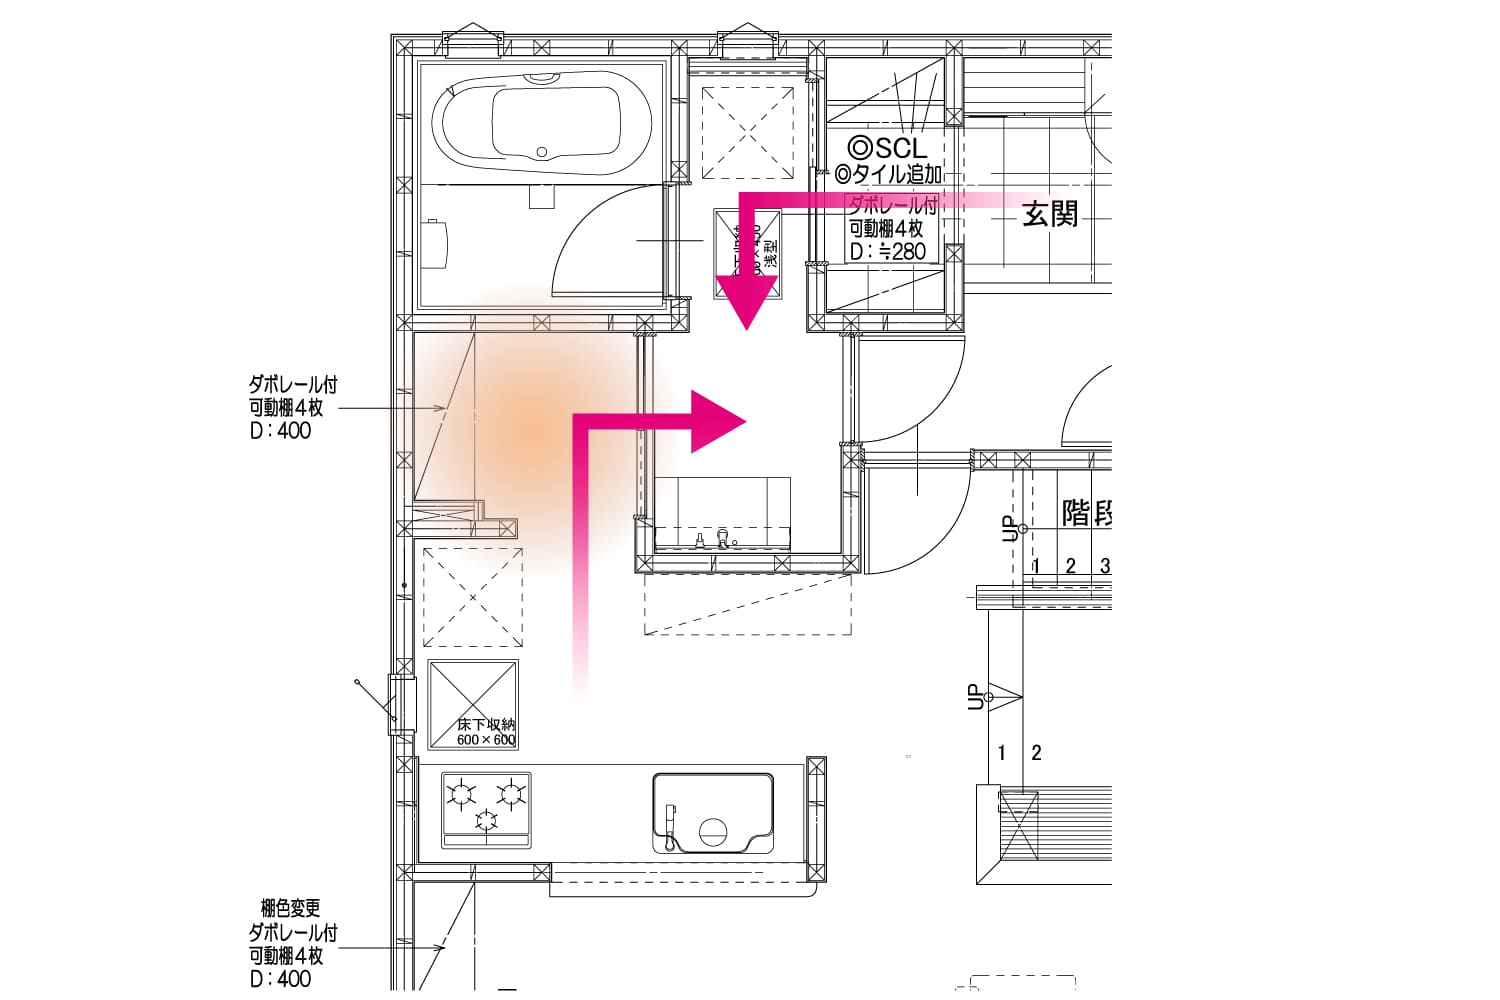 ◎SCL
◎タイル追加
ダボレール付
可動棚4枚
D:≒280
玄関
浅型
ダボレール付
可動棚4枚
D:400
UP
階段
1 2 3
UP
1 2
床下収納
600×600
棚色変更
ダボレール付
可動棚4枚
D:400